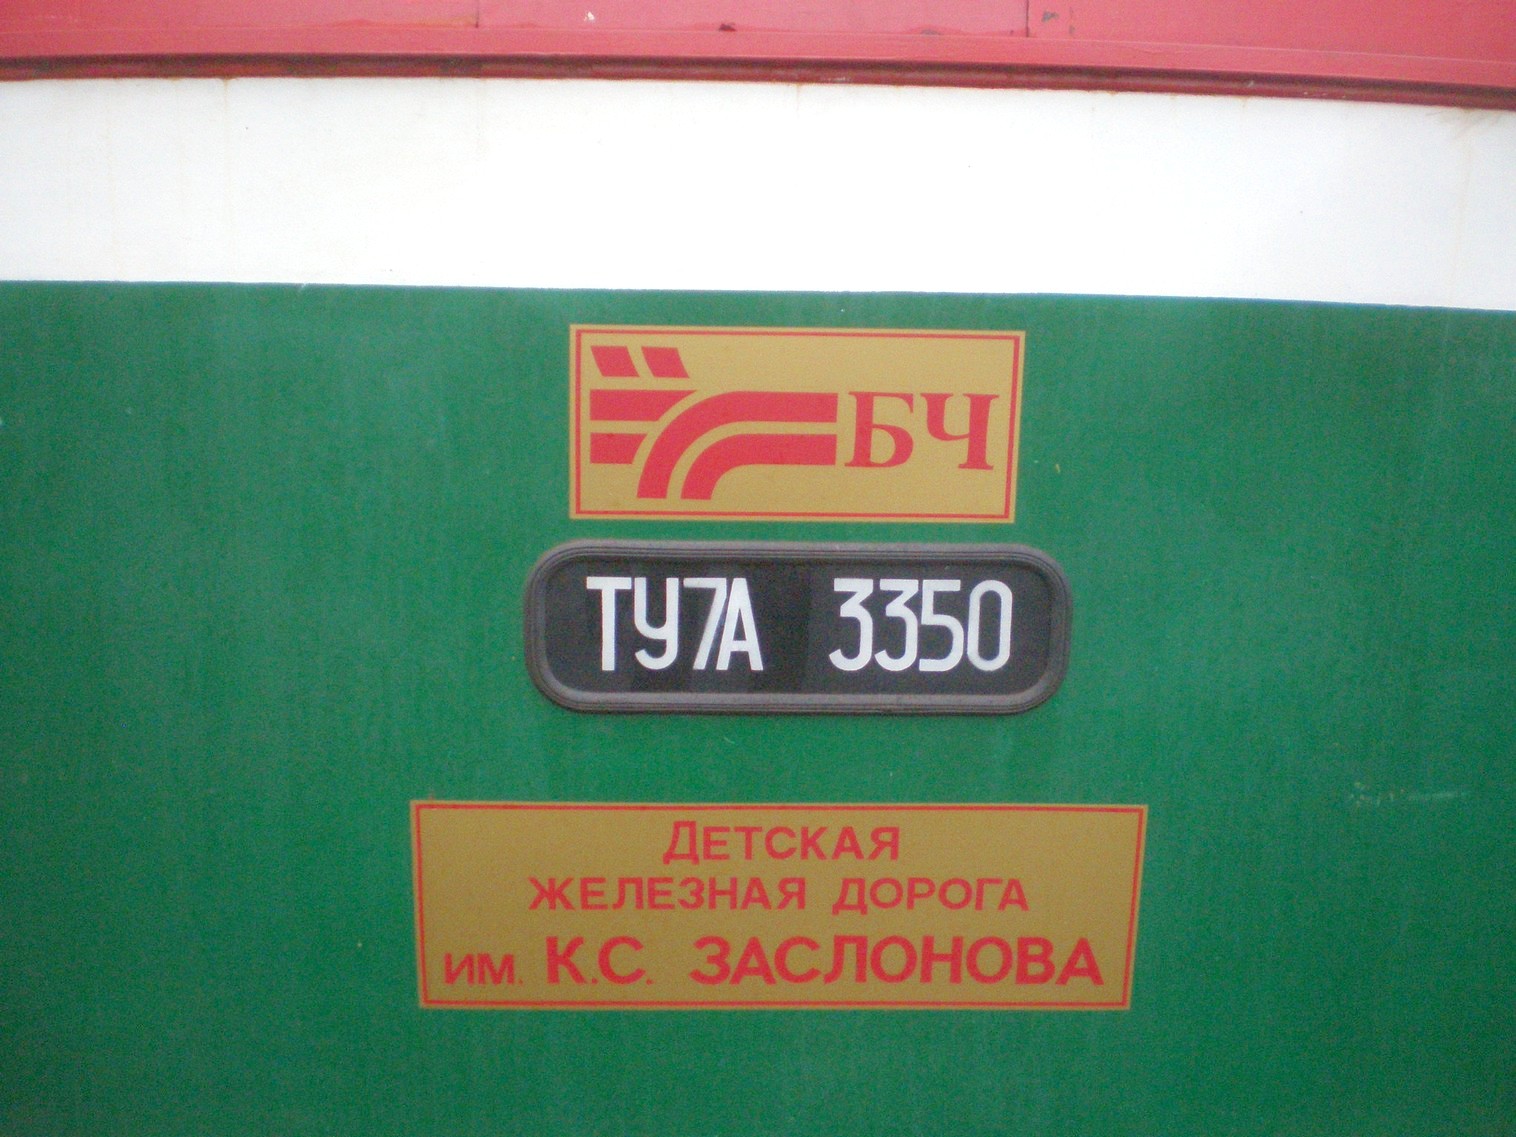 БЧ
ТУ7А 3350
ДЕТСКАЯ
ЖЕЛЕЗНАЯ ДОРОГА
ИМ. К.С. ЗАСЛОНОВА